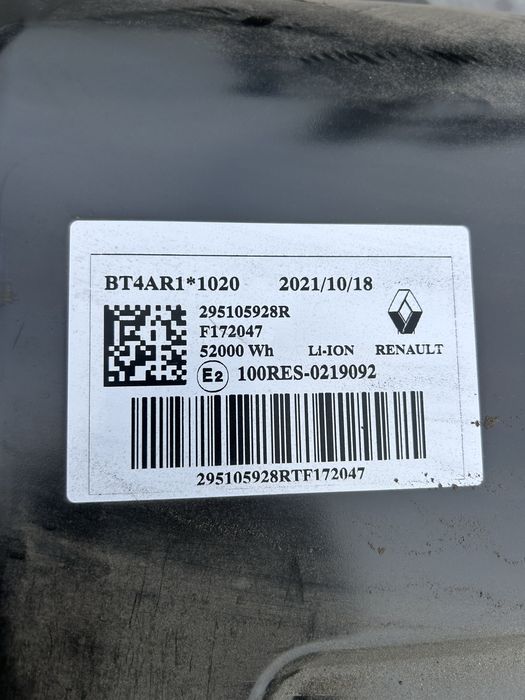 BT4AR1*1020 2021/10/18
295105928R
F172047
52000 Wh LI-ION RENAULT
E2 100RES-0219092
295105928RTF172047